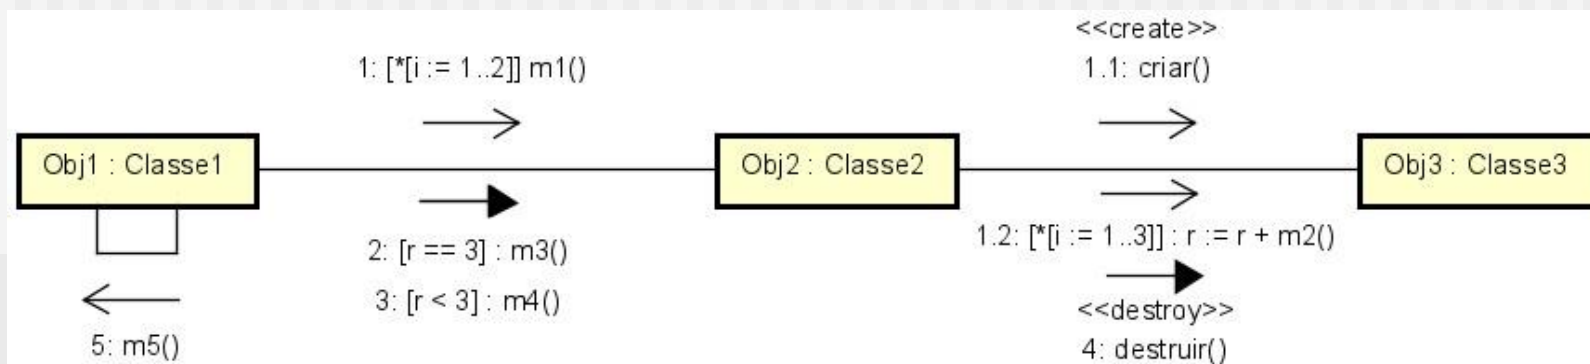 <<create>>
1: [*[i := 1..2]] m1()
1.1: criar()
Obj1 : Classe1
Obj2 : Classe2
Obj3 : Classe3
1.2: [*[i := 1..3]] : r := r + m2()
2: [r == 3] : m3()
3: [r < 3] : m4()
<<destroy>>
5: m5()
4: destruir()